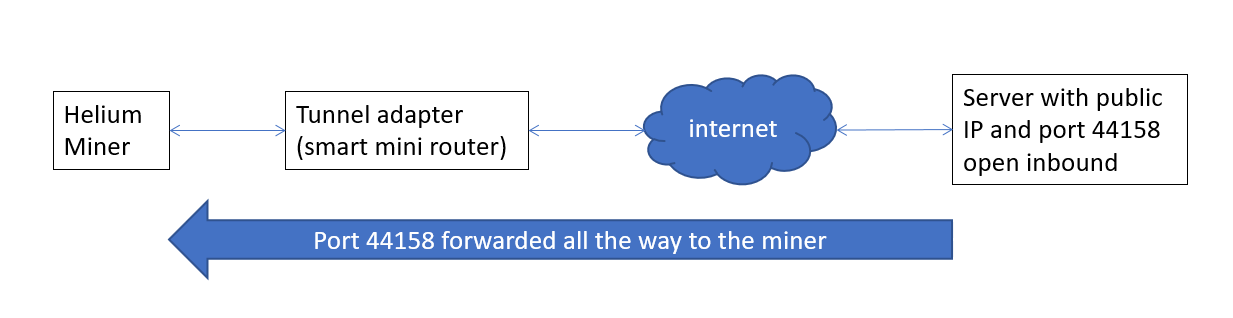 Helium
Miner
Tunnel adapter
(smart mini router)
internet
Server with public
IP and port 44158
open inbound
Port 44158 forwarded all the way to the miner